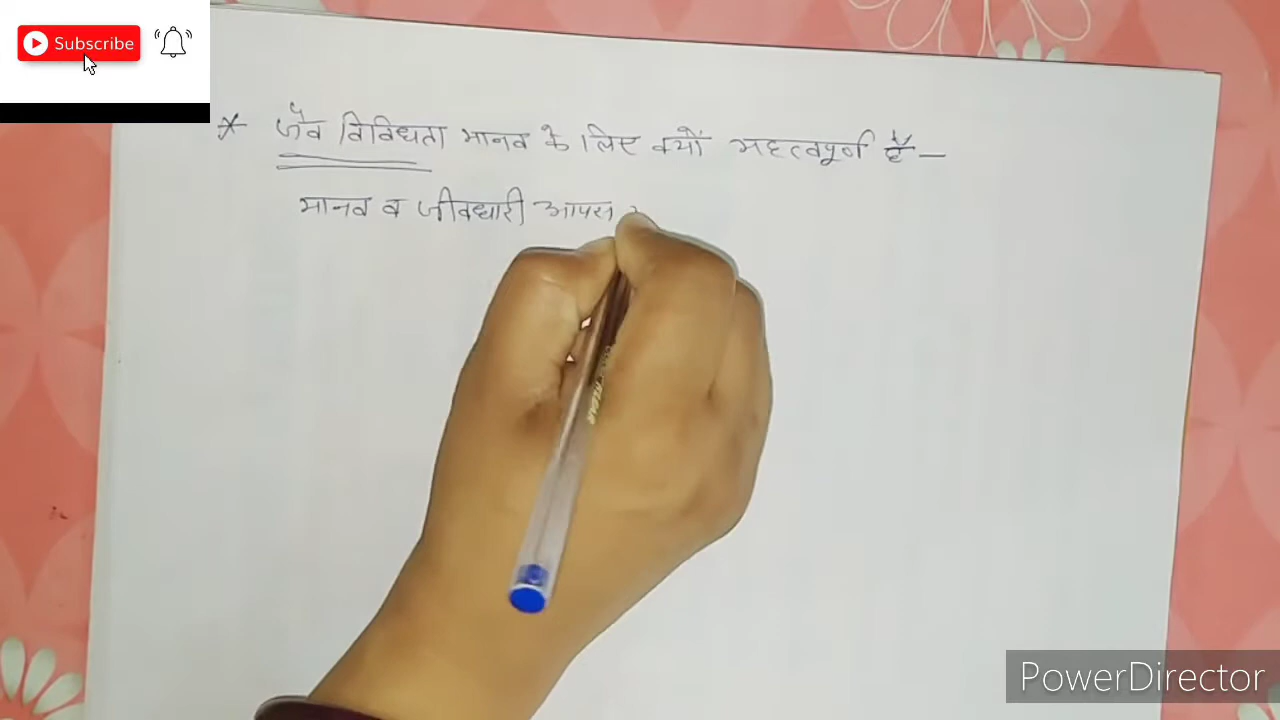 Subscribe
* जैव विविधता मानव के लिए क्यों महत्वपूर्ण है —
मानव व जीवधारी आपस
PowerDirector